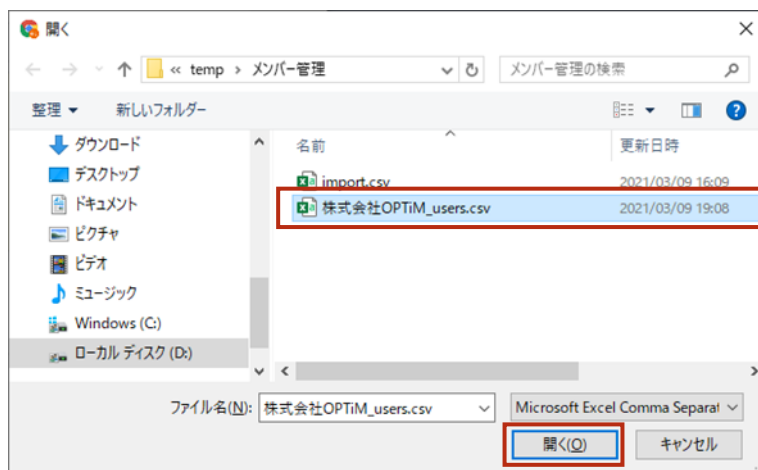 開く
« temp › メンバー管理
メンバー管理の検索
整理
新しいフォルダー
名前
更新日時
ダウンロード
デスクトップ
ドキュメント
ピクチャ
ビデオ
ミュージック
Windows (C:)
ローカル ディスク (D:)
import.csv 2021/03/09 16:09
株式会社OPTiM_users.csv 2021/03/09 19:08
ファイル名(N): 株式会社OPTiM_users.csv
Microsoft Excel Comma Separat
開く(O)
キャンセル